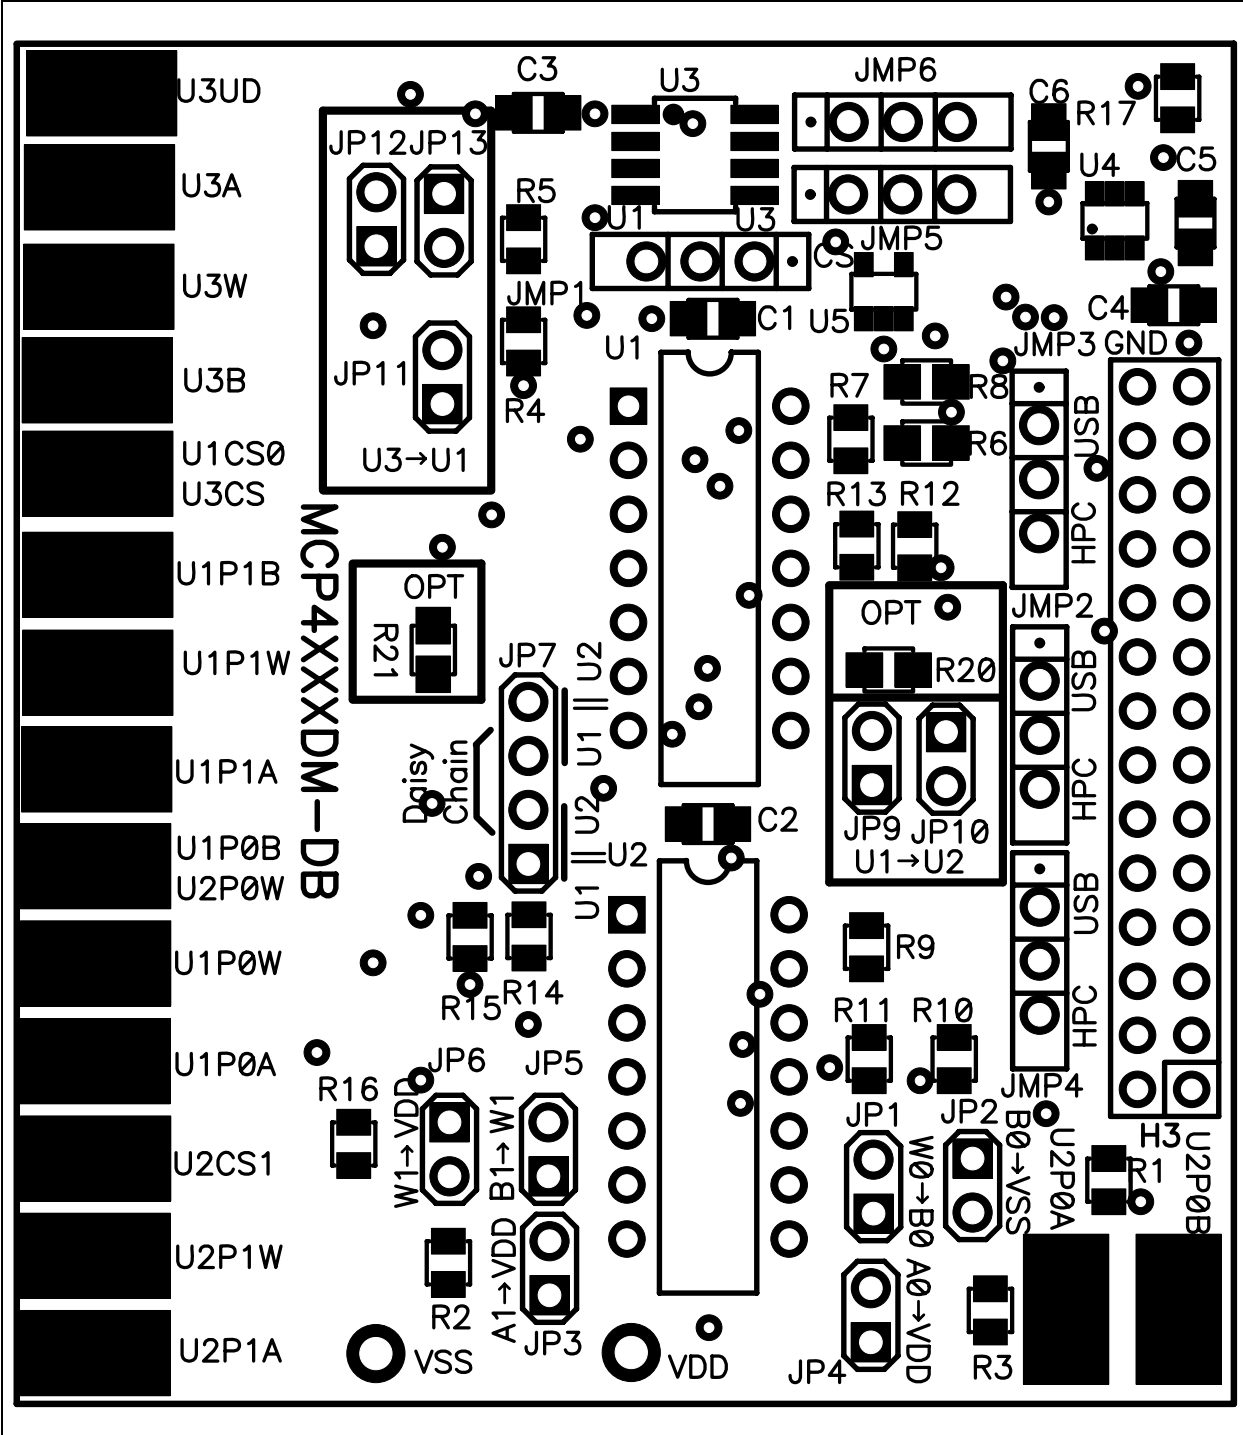 U3UD
U3A
U3W
U3B
U1CS0
U3CS
U1P1B
U1P1W
U1P1A
U1P0B
U2P0W
U1P0W
U1P0A
U2CS1
U2P1W
U2P1A
MCP4XXXDM-DB
JP12
JP13
JP11
U3→U1
C3
R5
JMP1
R4
U3
U1
U3
CS
JMP6
JMP5
C6
R17
U4
C5
C4
U5
C1
U1
R7
R8
R6
R13
R12
JMP3
GND
USB
HPC
OPT
R21
OPT
R20
JP9
JP10
U1→U2
JMP2
USB
HPC
JP7
U1 || U2
Daisy
Chain
U1 || U2
C2
U2
R15
R14
R9
R11
R10
USB
HPC
JMP4
H3
R16
JP6
W1→VDD
JP5
B1→W1
A1→VDD
JP3
R2
VSS
VDD
JP1
W0→B0
JP2
B0→VSS
JP4
A0→VDD
R3
U2P0A
R1
U2P0B